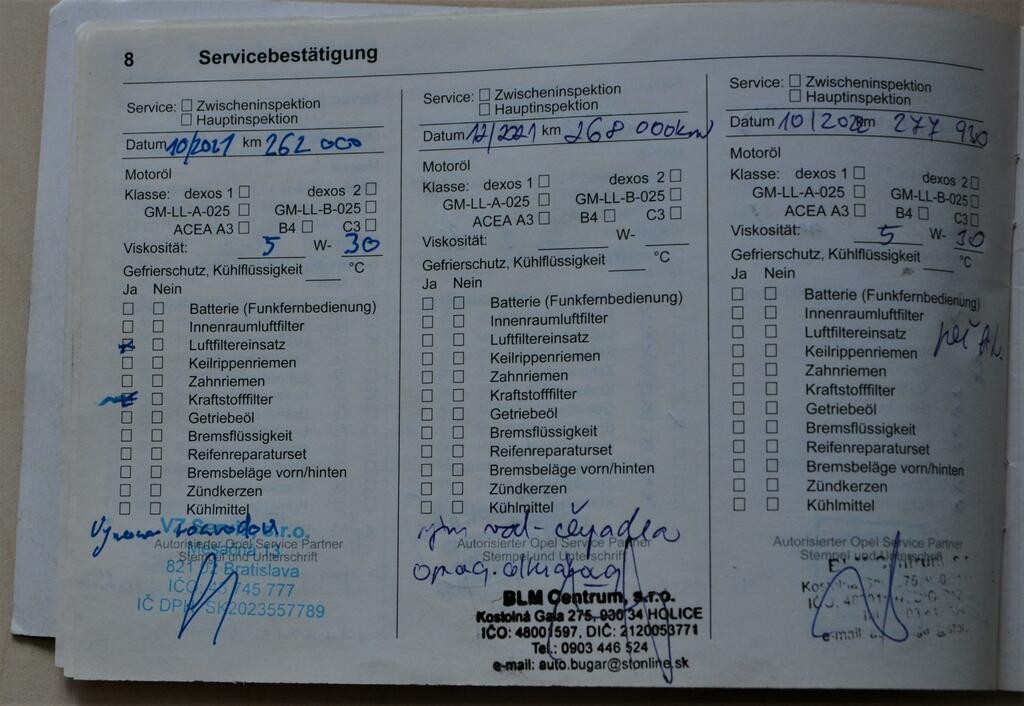 8 Servicebestätigung
Service: Zwischeninspektion
Hauptinspektion
Datum 10/2021 km 262 000
Motoröl
Klasse: dexos 1 dexos 2
GM-LL-A-025 GM-LL-B-025
ACEA A3 B4 C3
Viskosität: 5 W- 30
Gefrierschutz, Kühlflüssigkeit °C
Ja Nein
Batterie (Funkfernbedienung)
Innenraumluftfilter
Luftfiltereinsatz
Keilrippenriemen
Zahnriemen
Kraftstofffilter
Getriebeöl
Bremsflüssigkeit
Reifenreparaturset
Bremsbeläge vorn/hinten
Zündkerzen
Kühlmittel
rozvodov
Autorisierter Opel Service Partner
Stempel und Unterschrift
Bratislava
745 777
IČ DPH SK2023557789
Service: Zwischeninspektion
Hauptinspektion
Datum 12/2021 km 268 000km
Motoröl
Klasse: dexos 1 dexos 2
GM-LL-A-025 GM-LL-B-025
ACEA A3 B4 C3
Viskosität: W-
Gefrierschutz, Kühlflüssigkeit °C
Ja Nein
Batterie (Funkfernbedienung)
Innenraumluftfilter
Luftfiltereinsatz
Keilrippenriemen
Zahnriemen
Kraftstofffilter
Getriebeöl
Bremsflüssigkeit
Reifenreparaturset
Bremsbeläge vorn/hinten
Zündkerzen
Kühlmittel
Autorisierter Opel Service Partner
Stempel und Unterschrift
BLM Centrum, s.r.o.
Kostolná Gala 275, 930 34 HOLICE
IČO: 48001597, DIČ: 2120053771
Tel.: 0903 446 524
e-mail: auto.bugar@stonline.sk
Service: Zwischeninspektion
Hauptinspektion
Datum 10/2022 km 277 920
Motoröl
Klasse: dexos 1 dexos 2
GM-LL-A-025 GM-LL-B-025
ACEA A3 B4 C3
Viskosität: 5 W- 30
Gefrierschutz, Kühlflüssigkeit °C
Ja Nein
Batterie (Funkfernbedienung)
Innenraumluftfilter
Luftfiltereinsatz
Keilrippenriemen
Zahnriemen
Kraftstofffilter
Getriebeöl
Bremsflüssigkeit
Reifenreparaturset
Bremsbeläge vorn/hinten
Zündkerzen
Kühlmittel
Autorisierter Opel Service Partner
Stempel und Unterschrift
e-mail